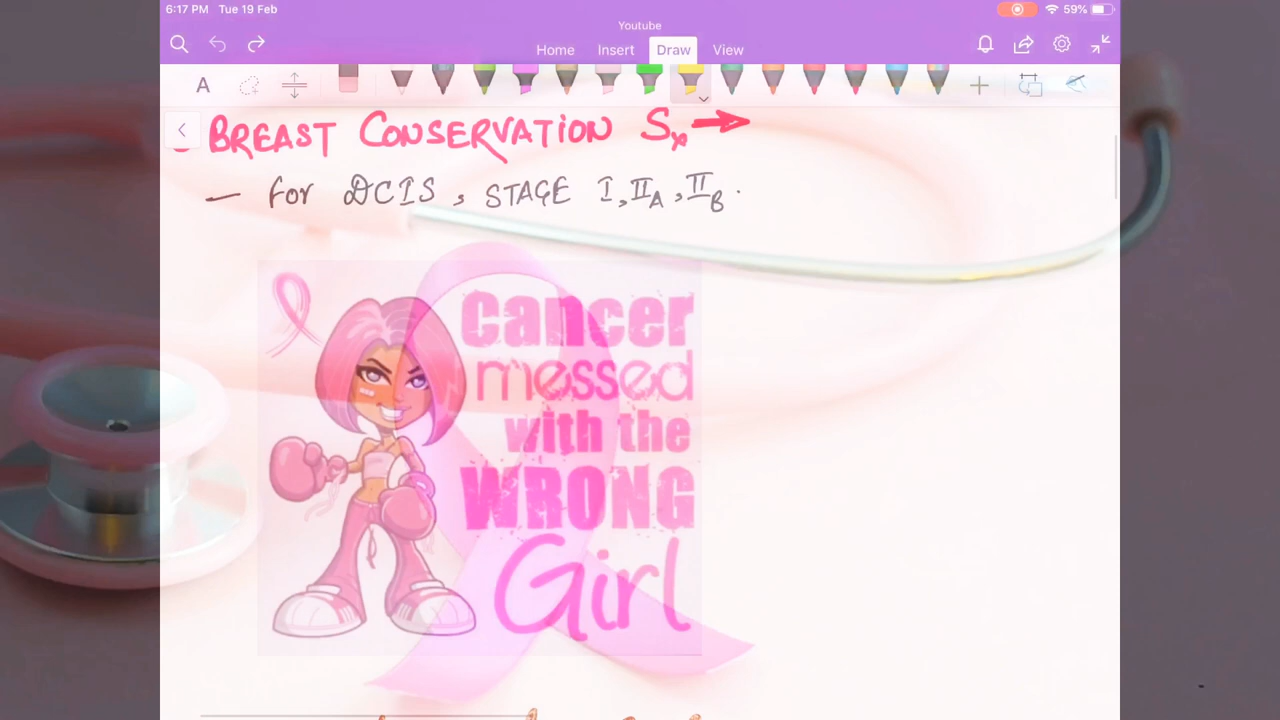 6:17 PM Tue 19 Feb
59%
Youtube
Home Insert Draw View
A
BREAST CONSERVATION Sx →
— for DCIS, STAGE I, IIA, IIB.
cancer
messed
with the
WRONG
Girl